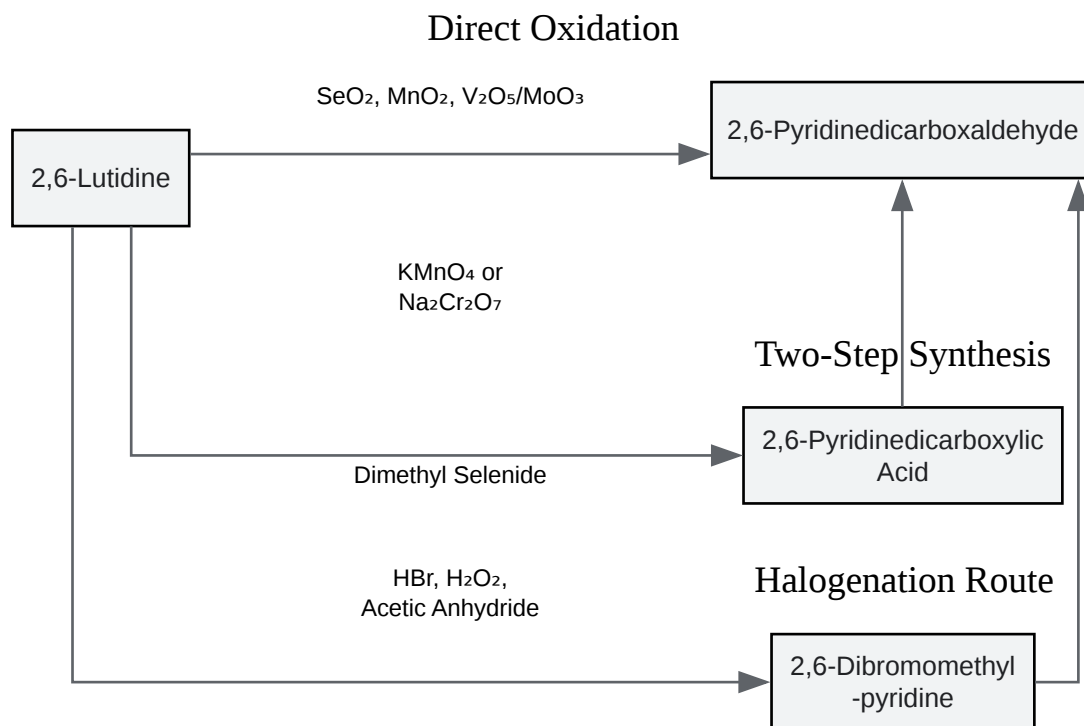 Direct Oxidation
SeO₂, MnO₂, V₂O₅/MoO₃
2,6-Pyridinedicarboxaldehyde
2,6-Lutidine
KMnO₄ or
Na₂Cr₂O₇
Two-Step Synthesis
2,6-Pyridinedicarboxylic
Acid
Dimethyl Selenide
HBr, H₂O₂,
Acetic Anhydride
Halogenation Route
2,6-Dibromomethyl
-pyridine